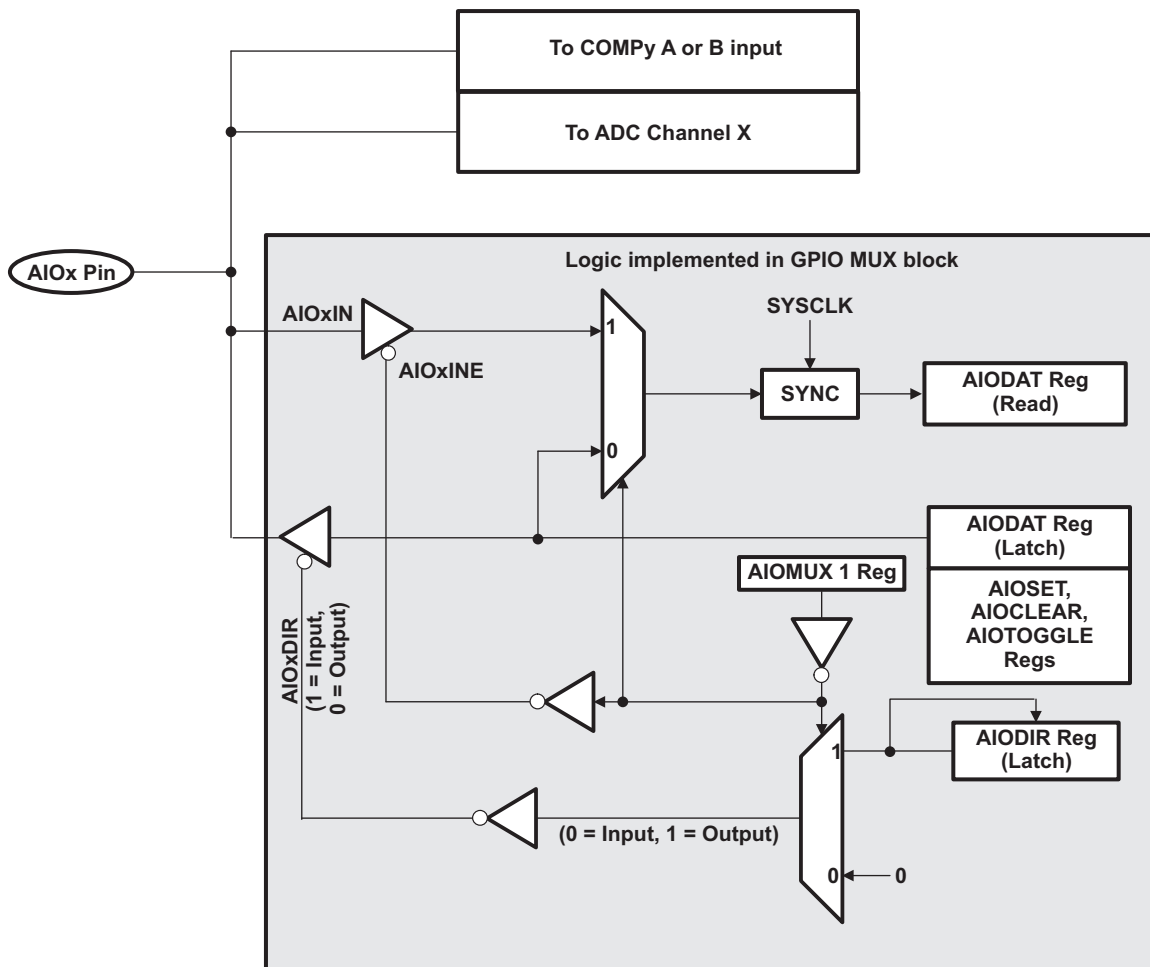 To COMPy A or B input
To ADC Channel X
AIOx Pin
Logic implemented in GPIO MUX block
AIOxIN
1
SYSCLK
AIOxINE
SYNC
AIODAT Reg
(Read)
0
AIODAT Reg
(Latch)
AIOMUX 1 Reg
AIOSET,
AIOCLEAR,
AIOTOGGLE
Regs
AIOxDIR
(1 = Input,
0 = Output)
1
AIODIR Reg
(Latch)
(0 = Input, 1 = Output)
0
0